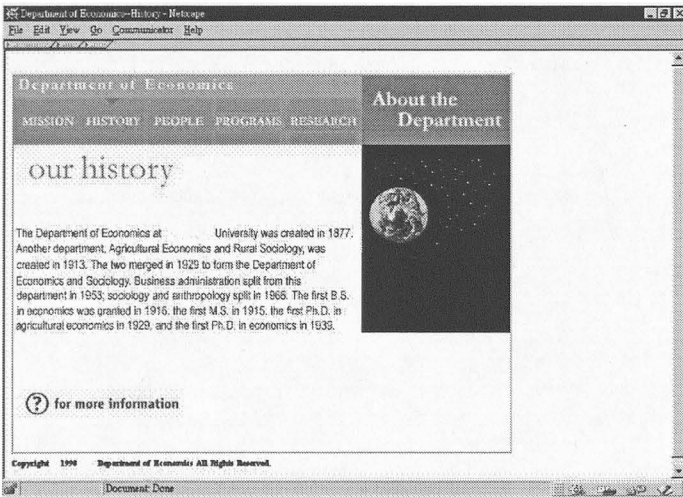 Department of Economics--History - Netscape
File Edit View Go Communicator Help
Department of Economics
About the
Department
MISSION HISTORY PEOPLE PROGRAMS RESEARCH
our history
The Department of Economics at University was created in 1877.
Another department, Agricultural Economics and Rural Sociology, was
created in 1913. The two merged in 1929 to form the Department of
Economics and Sociology. Business administration split from this
department in 1953; sociology and anthropology split in 1966. The first B.S.
in economics was granted in 1916, the first M.S. in 1915, the first Ph.D. in
agricultural economics in 1929, and the first Ph.D. in economics in 1939.
? for more information
Copyright 1998 Department of Economics All Rights Reserved.
Document: Done